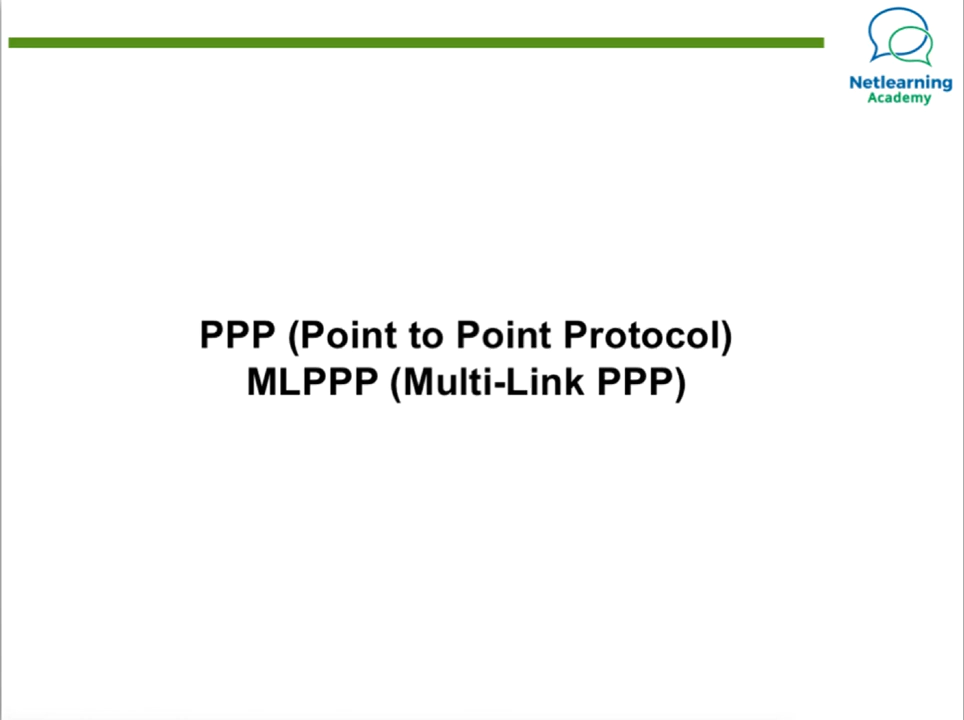 Netlearning
Academy
PPP (Point to Point Protocol)
MLPPP (Multi-Link PPP)